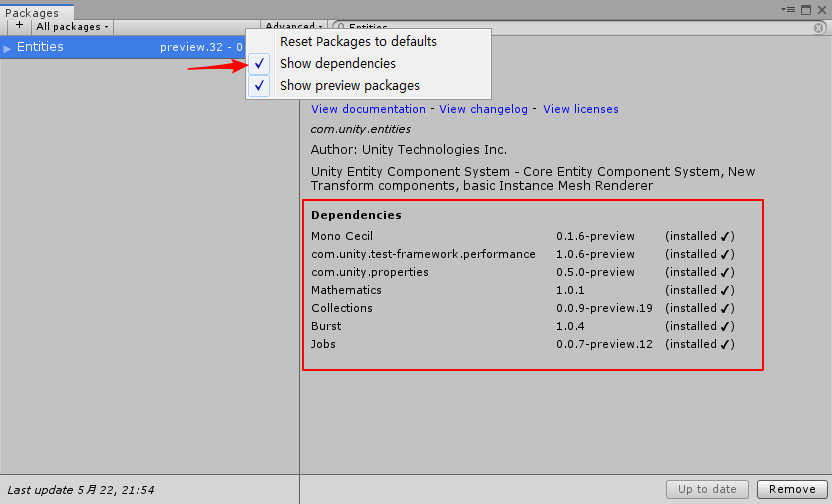 Packages
+ All packages
Advanced
Entities
Entities preview.32 - 0
Reset Packages to defaults
Show dependencies
Show preview packages
View documentation - View changelog - View licenses
com.unity.entities
Author: Unity Technologies Inc.
Unity Entity Component System - Core Entity Component System, New
Transform components, basic Instance Mesh Renderer
Dependencies
Mono Cecil 0.1.6-preview (installed ✔)
com.unity.test-framework.performance 1.0.6-preview (installed ✔)
com.unity.properties 0.5.0-preview (installed ✔)
Mathematics 1.0.1 (installed ✔)
Collections 0.0.9-preview.19 (installed ✔)
Burst 1.0.4 (installed ✔)
Jobs 0.0.7-preview.12 (installed ✔)
Last update 5月 22, 21:54
Up to date
Remove